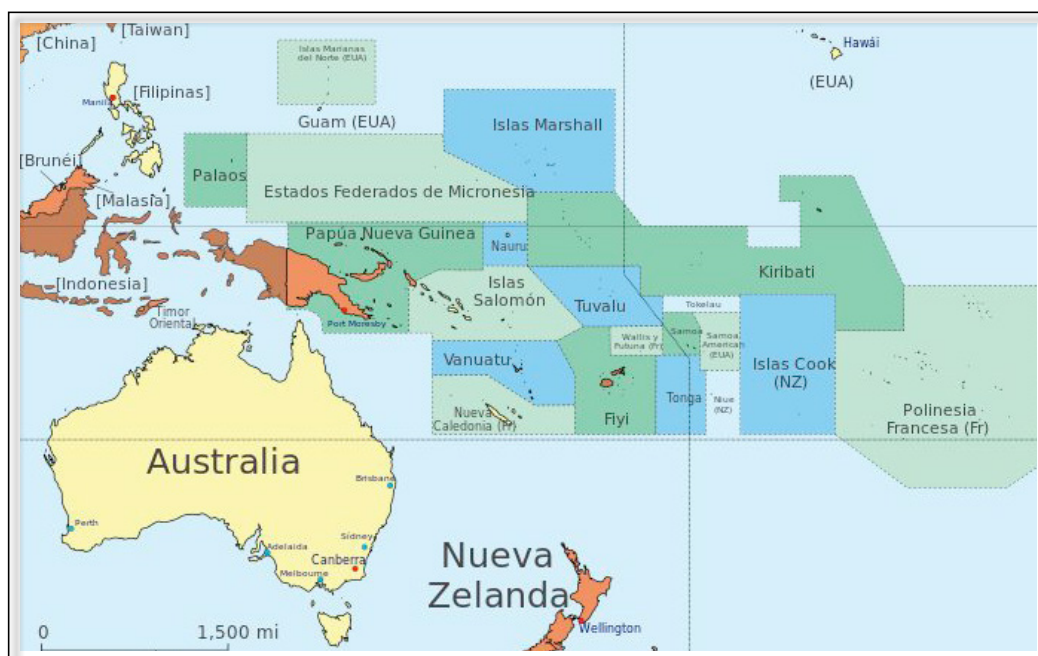 [Taiwan]
[China]
Islas Marianas
del Norte (EUA)
Hawái
(EUA)
Manila
[Filipinas]
Guam (EUA)
Islas Marshall
[Brunéi]
Palaos
Estados Federados de Micronesia
[Malasia]
Papúa Nueva Guinea
Nauru
Kiribati
[Indonesia]
Islas
Salomón
Tuvalu
Tokelau
Timor
Oriental
Port Moresby
Wallis y
Futuna (Fr)
Samoa
Samoa
American
(EUA)
Vanuatu
Islas Cook
(NZ)
Tonga
Niue
(NZ)
Nueva
Caledonia (Fr)
Fiyi
Polinesia
Francesa (Fr)
Australia
Brisbane
Perth
Sídney
Adelaida
Canberra
Melbourne
Nueva
Zelanda
Wellington
0
1,500 mi